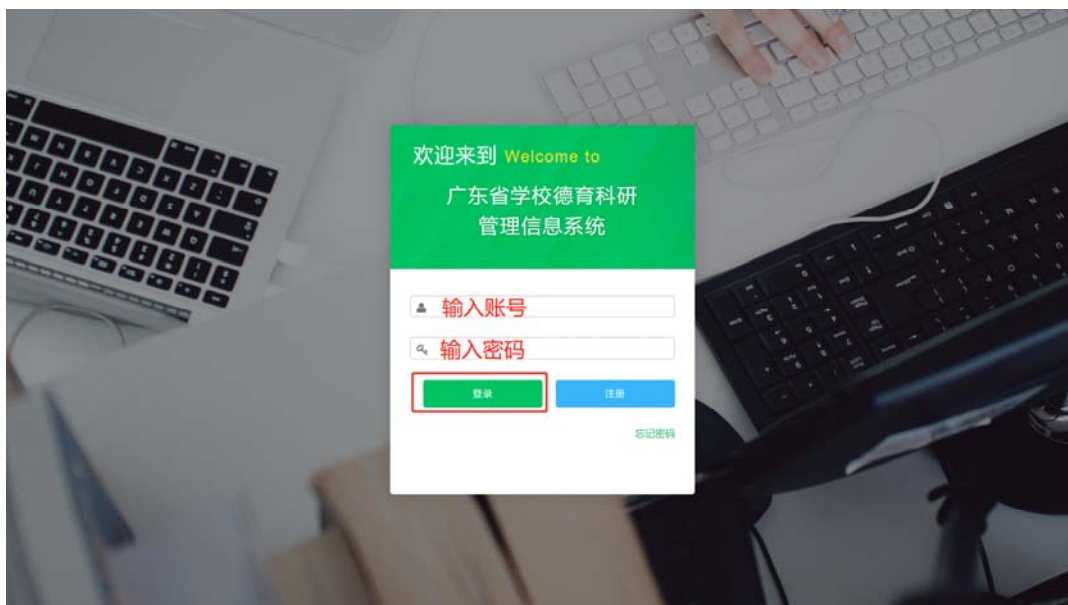 欢迎来到 Welcome to
广东省学校德育科研
管理信息系统
输入账号
输入密码
登录 注册
忘记密码